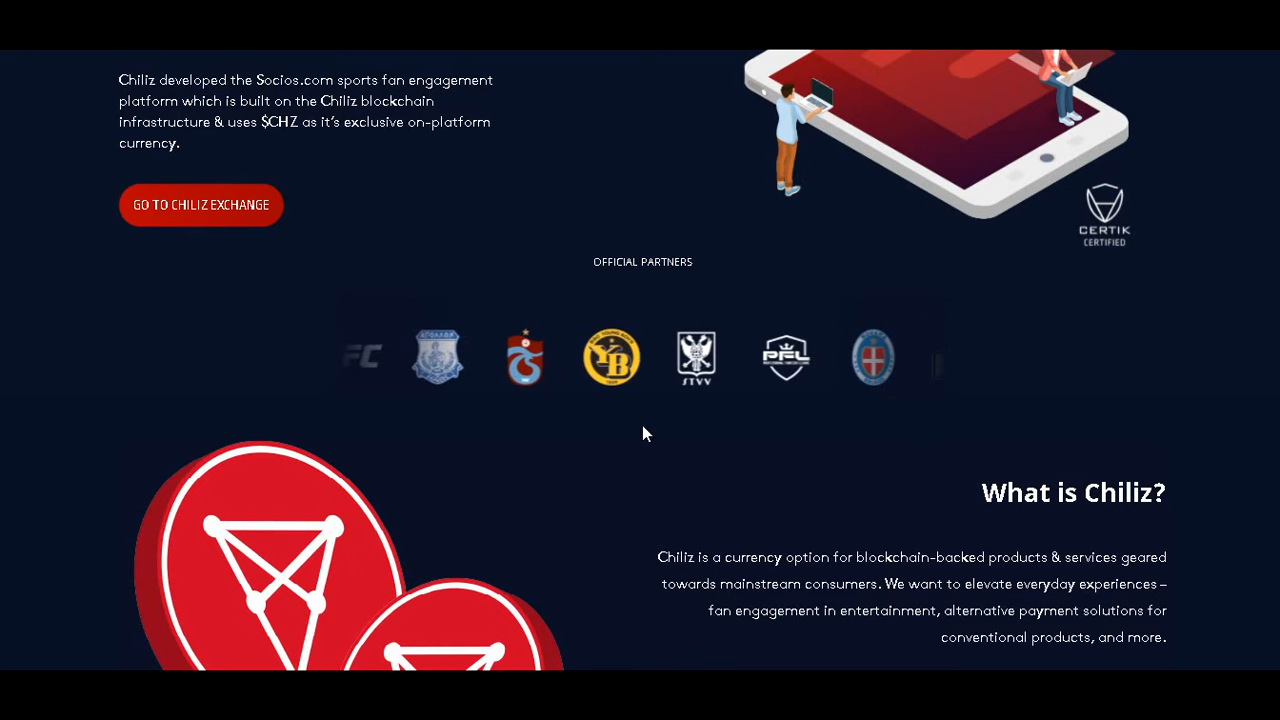 Chiliz developed the Socios.com sports fan engagement
platform which is built on the Chiliz blockchain
infrastructure & uses $CHZ as it's exclusive on-platform
currency.
GO TO CHILIZ EXCHANGE
CERTIK
CERTIFIED
OFFICIAL PARTNERS
FC
YB
STVV
PFL
What is Chiliz?
Chiliz is a currency option for blockchain-backed products & services geared
towards mainstream consumers. We want to elevate everyday experiences –
fan engagement in entertainment, alternative payment solutions for
conventional products, and more.